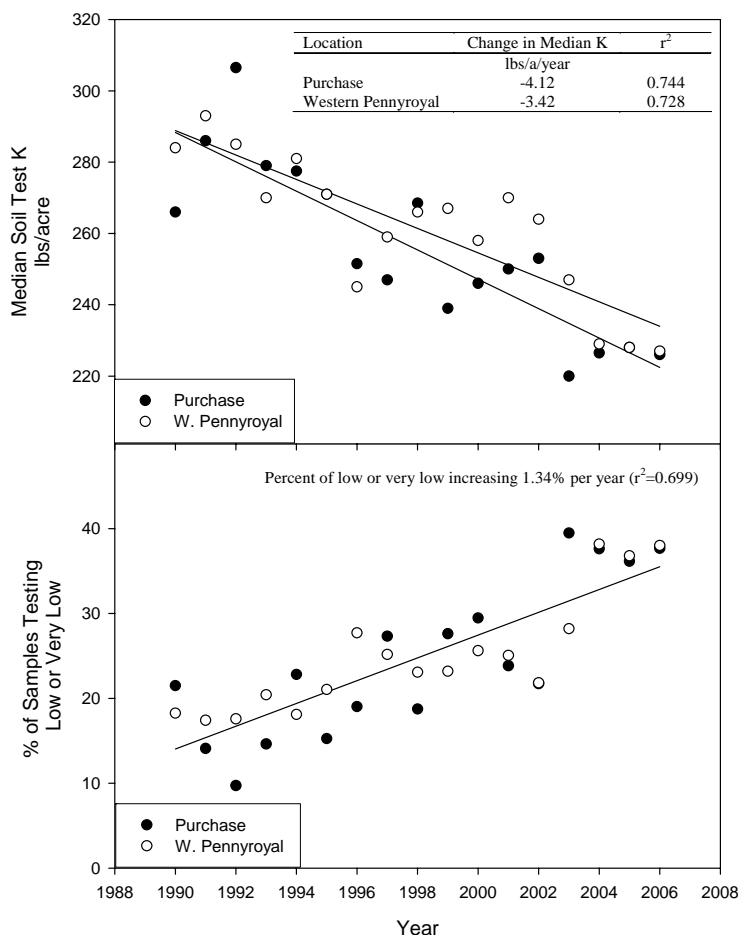 320
300
280
260
240
220
Median Soil Test K
lbs/acre
Location Change in Median K r²
lbs/a/year
Purchase -4.12 0.744
Western Pennyroyal -3.42 0.728
Purchase
W. Pennyroyal
Percent of low or very low increasing 1.34% per year (r²=0.699)
40
30
20
10
0
% of Samples Testing
Low or Very Low
Purchase
W. Pennyroyal
1988 1990 1992 1994 1996 1998 2000 2002 2004 2006 2008
Year